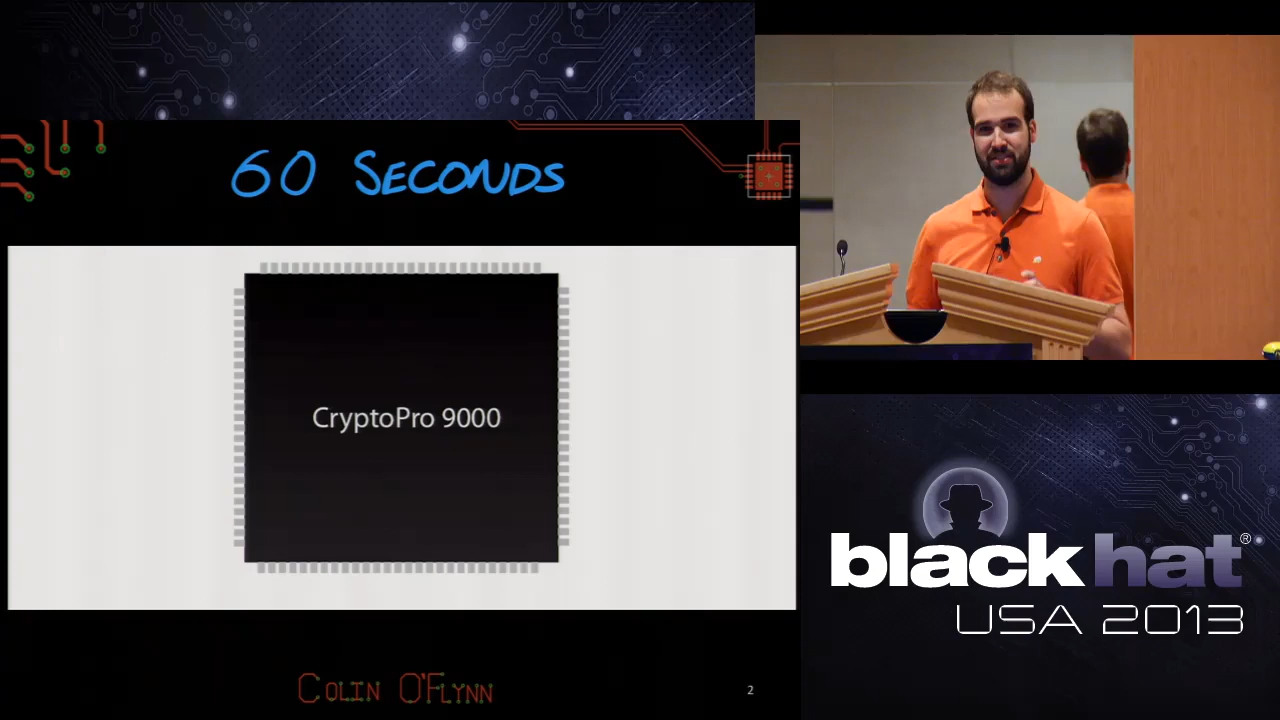 60 SECONDS
CryptoPro 9000
COLIN O'FLYNN
2
black hat®
USA 2013